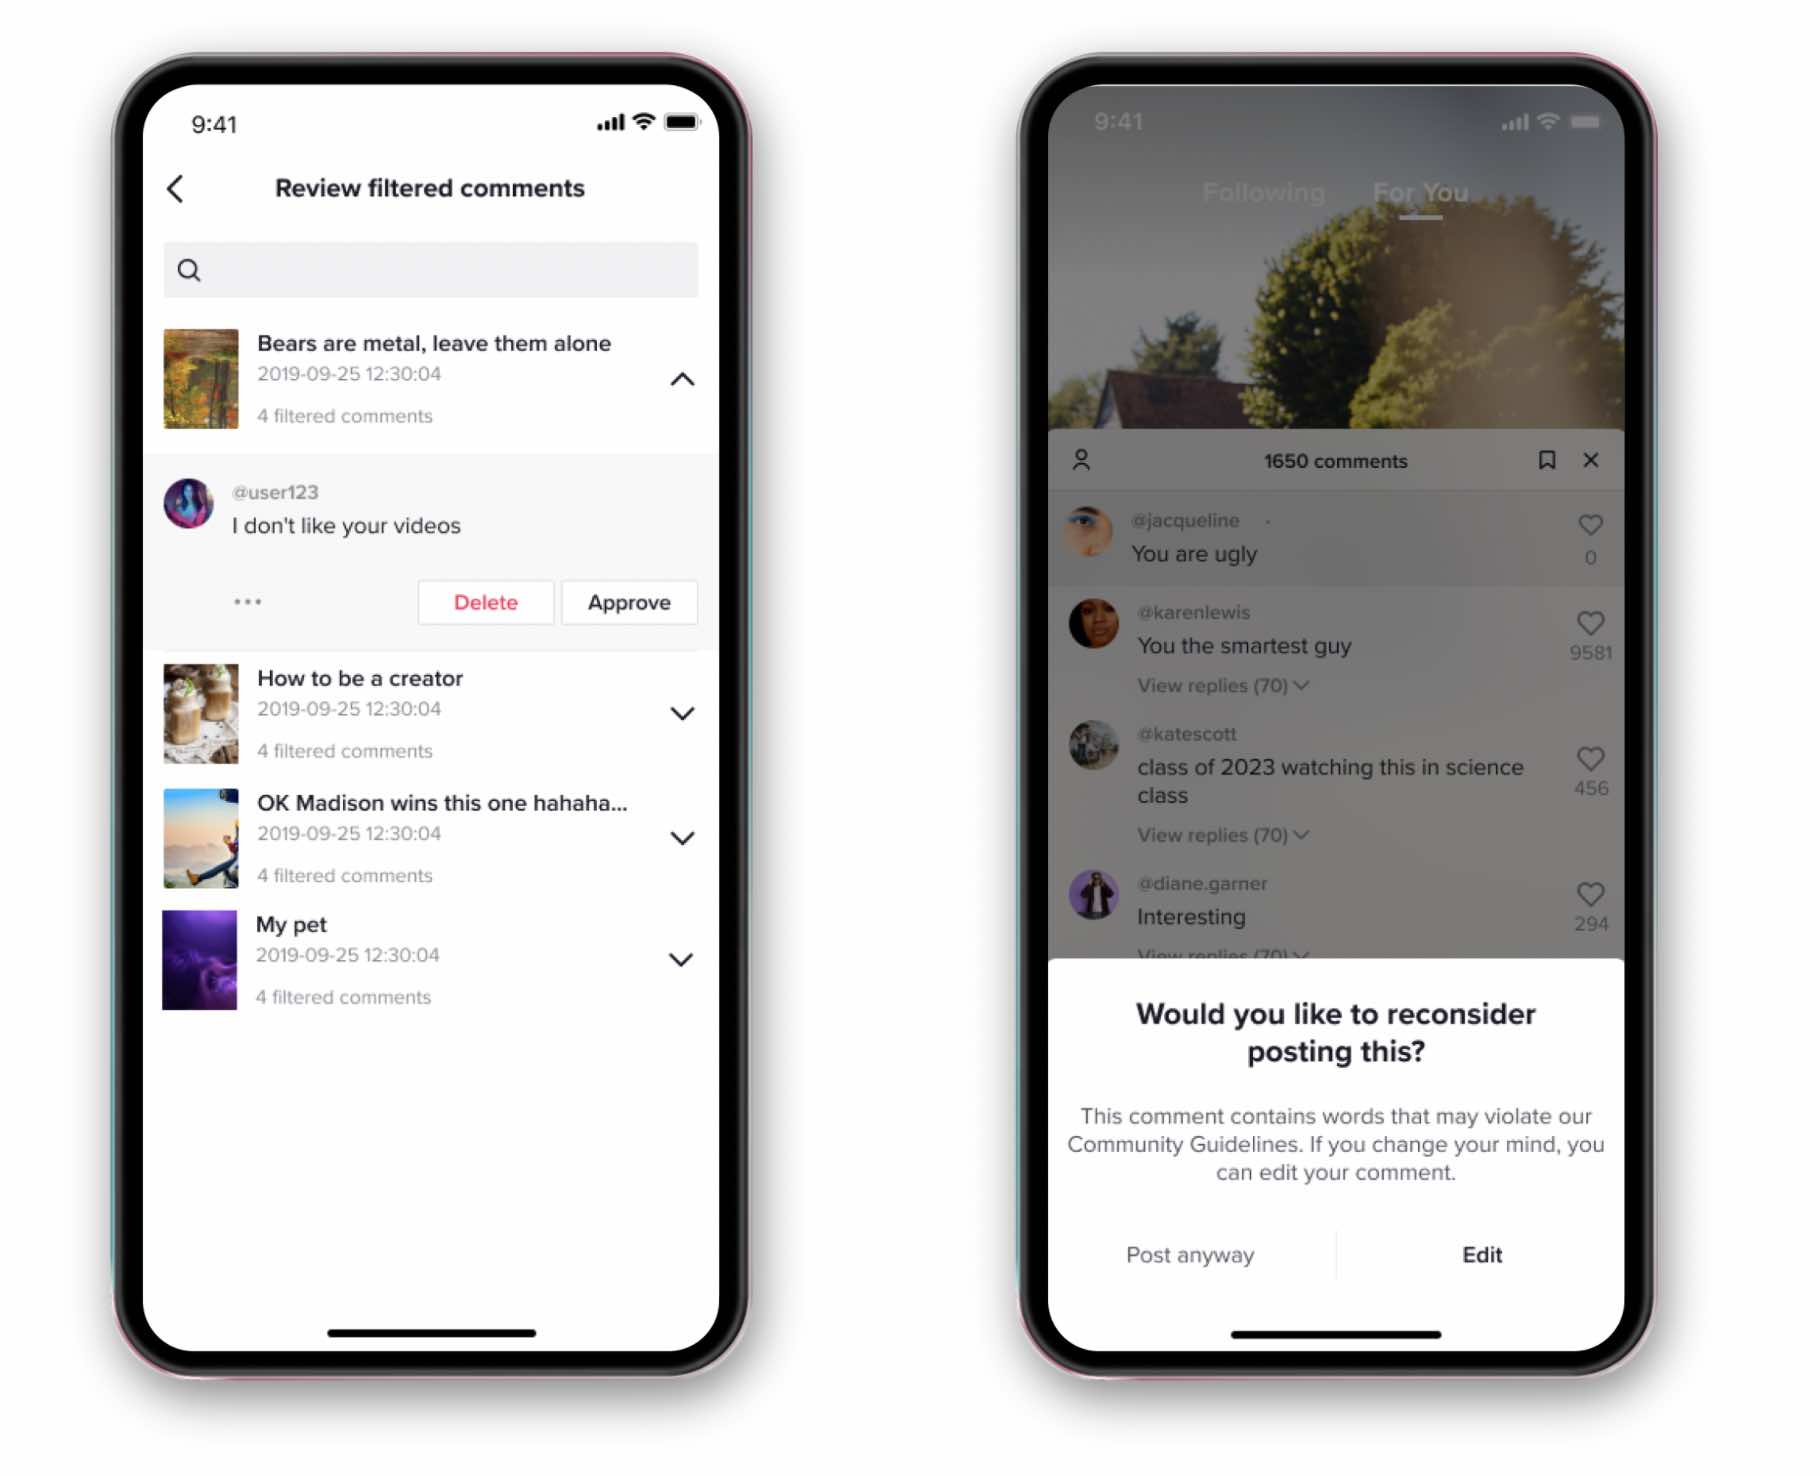 9:41
Review filtered comments
Bears are metal, leave them alone
2019-09-25 12:30:04
4 filtered comments
@user123
I don't like your videos
Delete
Approve
How to be a creator
2019-09-25 12:30:04
4 filtered comments
OK Madison wins this one hahaha...
2019-09-25 12:30:04
4 filtered comments
My pet
2019-09-25 12:30:04
4 filtered comments
9:41
Following
For You
1650 comments
@jacqueline ·
You are ugly
0
@karenlewis
You the smartest guy
9581
View replies (70)
@katescott
class of 2023 watching this in science
class
456
View replies (70)
@diane.garner
Interesting
294
View replies (70)
Would you like to reconsider
posting this?
This comment contains words that may violate our
Community Guidelines. If you change your mind, you
can edit your comment.
Post anyway
Edit